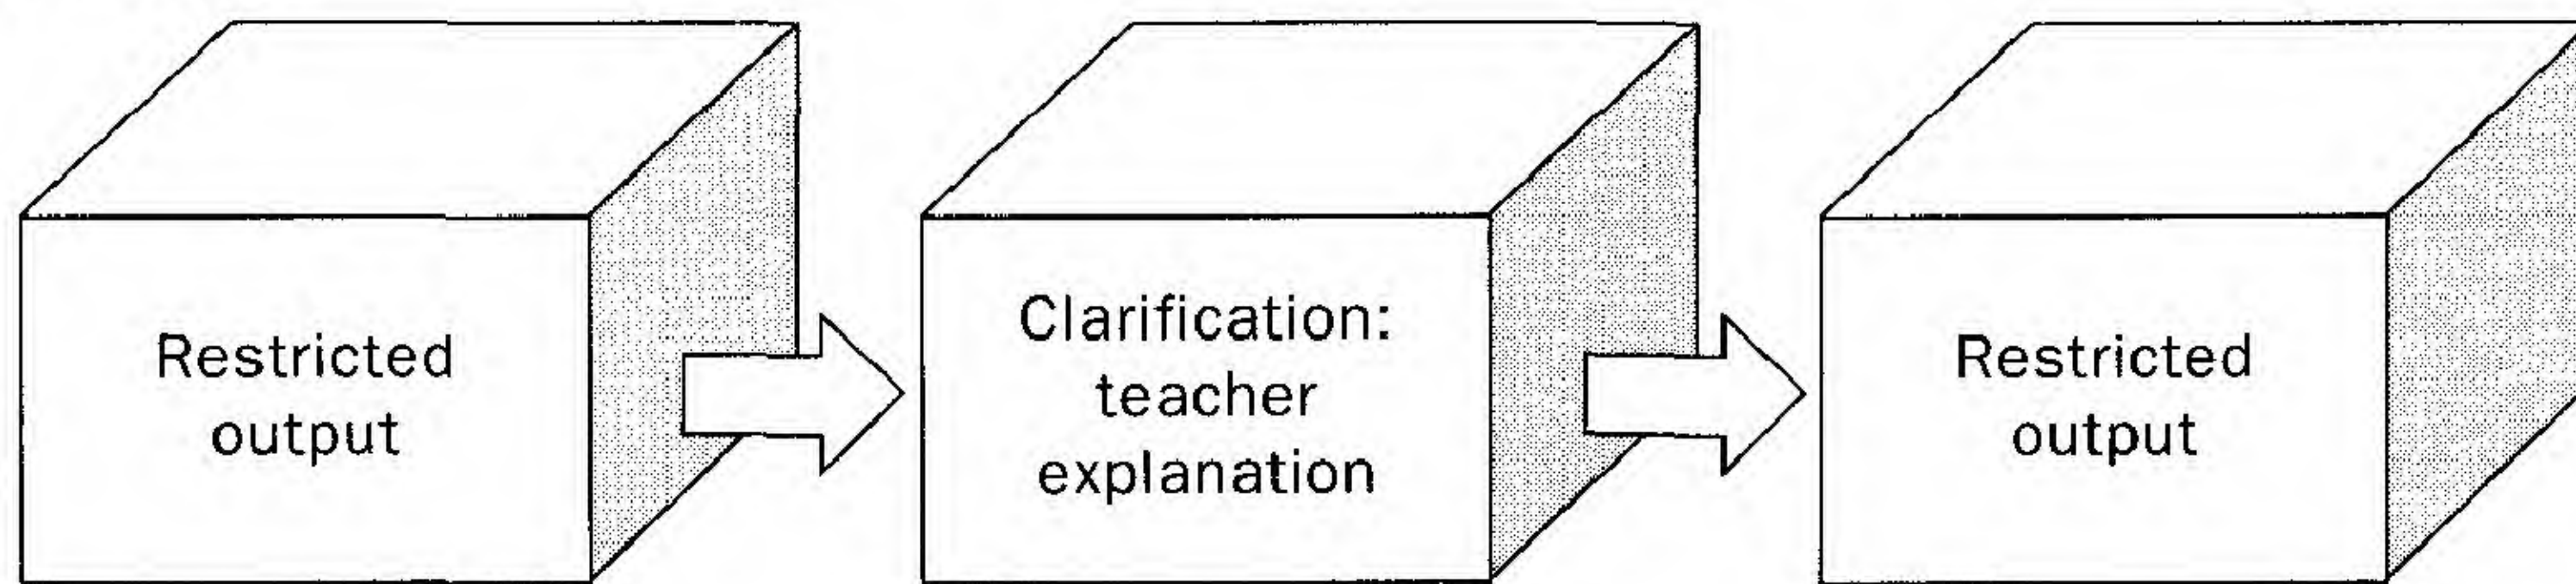 Restricted
output
Clarification:
teacher
explanation
Restricted
output